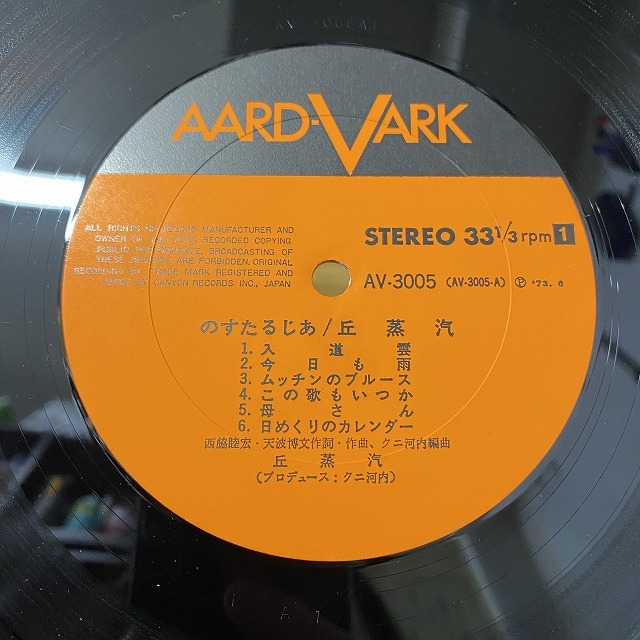 AARD-VARK
ALL RIGHTS OF RECORD MANUFACTURER AND
OWNER OF THE WORK RECORDED COPYING
PUBLIC PERFORMANCE, BROADCASTING OF
THESE RECORDS ARE FORBIDDEN, ORIGINAL
RECORDING BY TRADE MARK REGISTERED AND
MADE BY CANYON RECORDS INC., JAPAN
STEREO 33 1/3 rpm 1
AV-3005 (AV-3005-A) Ⓟ '73. 6
のすたるじあ/丘 蒸 汽
1. 入道雲
2. 今日も雨
3. ムッチンのブルース
4. この歌もいつか
5. 母さん
6. 日めくりのカレンダー
西脇睦宏・天波博文作詞・作曲、クニ河内編曲
丘 蒸 汽
(プロデュース:クニ河内)
A 1